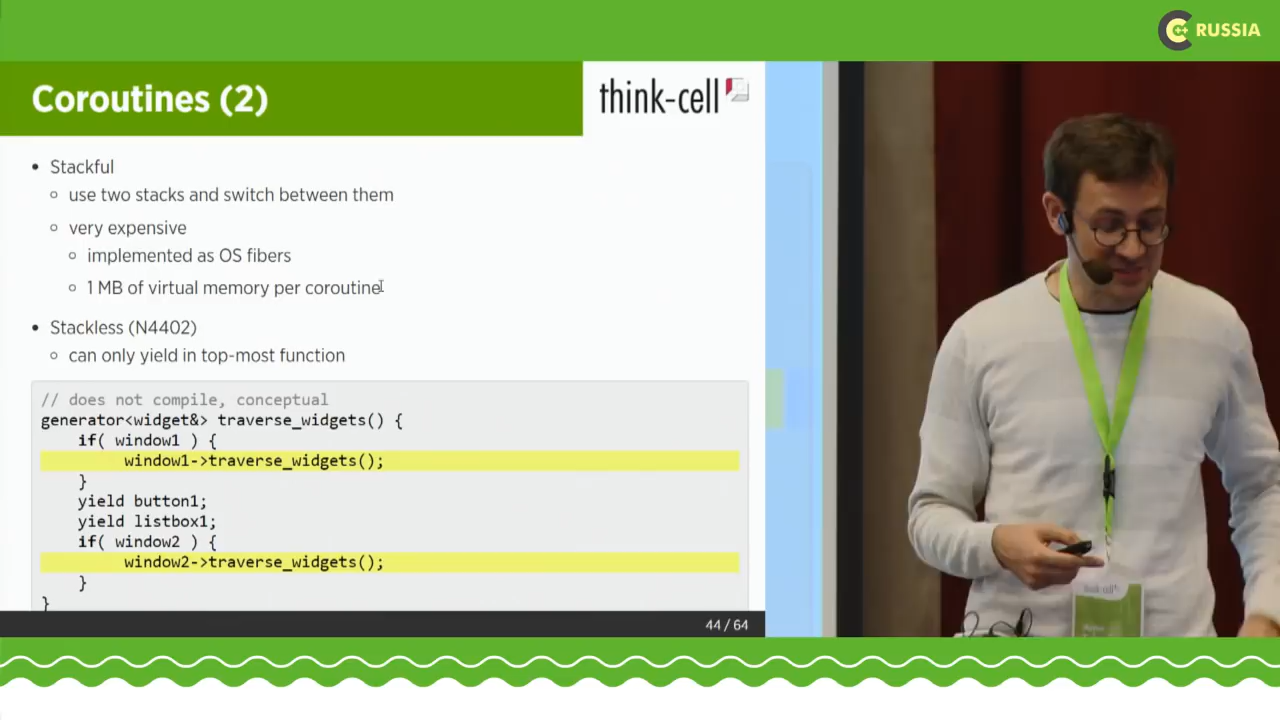 C++ RUSSIA
Coroutines (2)
think-cell
• Stackful
◦ use two stacks and switch between them
◦ very expensive
◦ implemented as OS fibers
◦ 1 MB of virtual memory per coroutine
• Stackless (N4402)
◦ can only yield in top-most function
// does not compile, conceptual
generator<widget&> traverse_widgets() {
    if( window1 ) {
        window1->traverse_widgets();
    }
    yield button1;
    yield listbox1;
    if( window2 ) {
        window2->traverse_widgets();
    }
}
44 / 64
think-cell